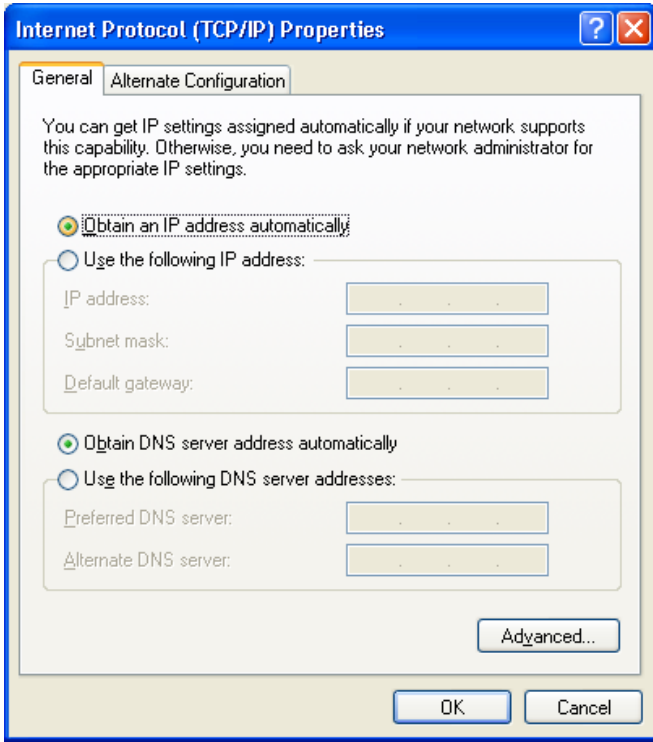 Internet Protocol (TCP/IP) Properties
General
Alternate Configuration
You can get IP settings assigned automatically if your network supports
this capability. Otherwise, you need to ask your network administrator for
the appropriate IP settings.
Obtain an IP address automatically
Use the following IP address:
IP address:
Subnet mask:
Default gateway:
Obtain DNS server address automatically
Use the following DNS server addresses:
Preferred DNS server:
Alternate DNS server:
Advanced...
OK
Cancel